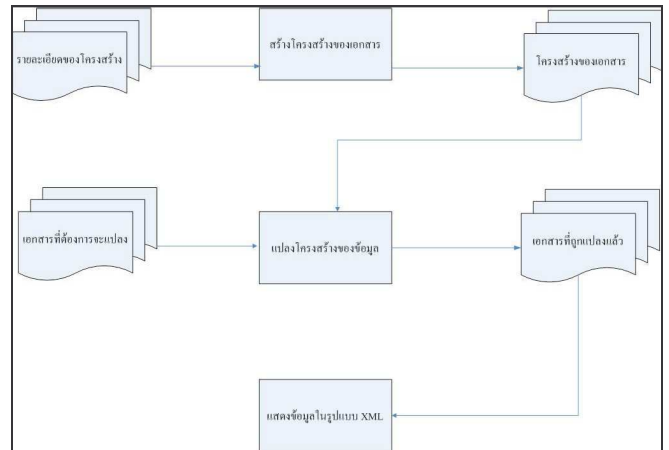 รายละเอียดของโครงสร้าง
สร้างโครงสร้างของเอกสาร
โครงสร้างของเอกสาร
เอกสารที่ต้องการจะแปลง
แปลงโครงสร้างของข้อมูล
เอกสารที่ถูกแปลงแล้ว
แสดงข้อมูลในรูปแบบ XML